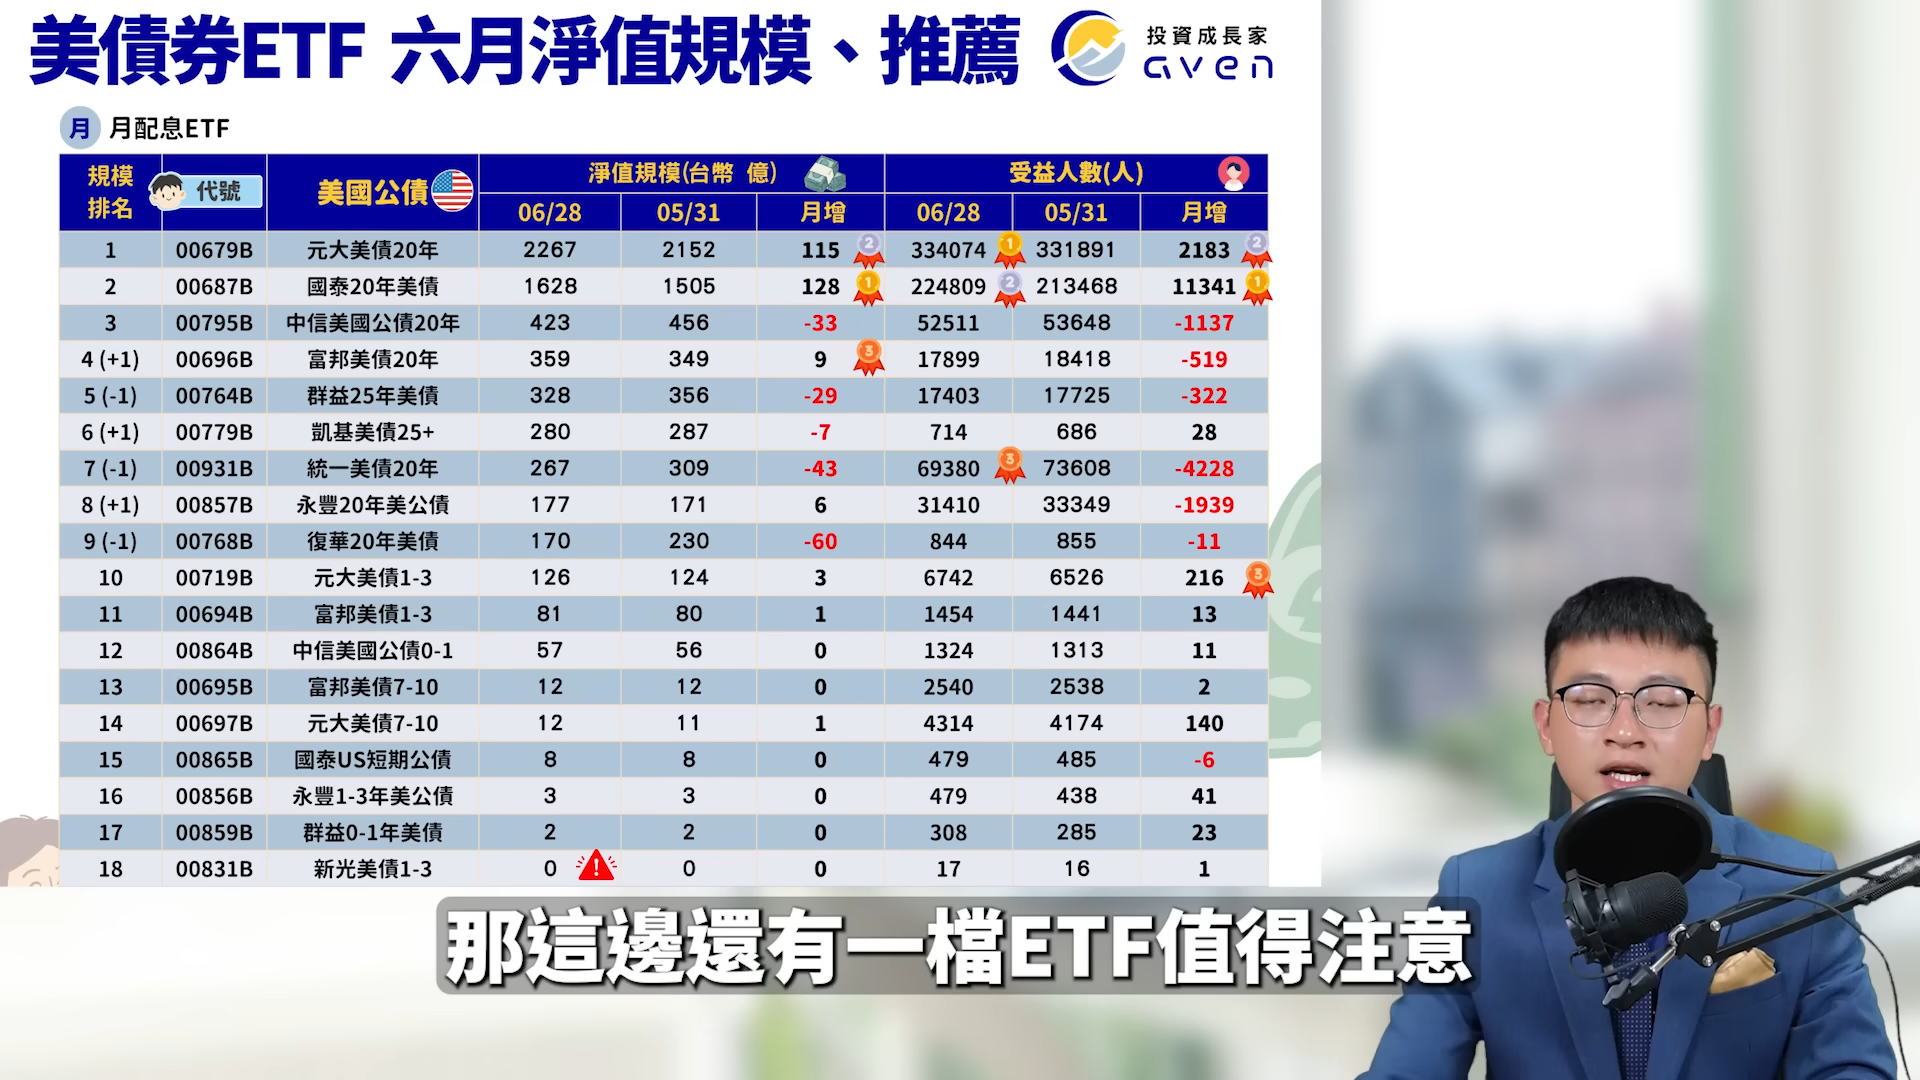 美債券ETF 六月淨值規模、推薦
投資成長家
aven
月 月配息ETF
規模排名 代號 美國公債 淨值規模(台幣 億) 受益人數(人)
06/28 05/31 月增 06/28 05/31 月增
1 00679B 元大美債20年 2267 2152 115 2 334074 1 331891 2183 2
2 00687B 國泰20年美債 1628 1505 128 1 224809 2 213468 11341 1
3 00795B 中信美國公債20年 423 456 -33 52511 53648 -1137
4 (+1) 00696B 富邦美債20年 359 349 9 3 17899 18418 -519
5 (-1) 00764B 群益25年美債 328 356 -29 17403 17725 -322
6 (+1) 00779B 凱基美債25+ 280 287 -7 714 686 28
7 (-1) 00931B 統一美債20年 267 309 -43 69380 3 73608 -4228
8 (+1) 00857B 永豐20年美公債 177 171 6 31410 33349 -1939
9 (-1) 00768B 復華20年美債 170 230 -60 844 855 -11
10 00719B 元大美債1-3 126 124 3 6742 6526 216 3
11 00694B 富邦美債1-3 81 80 1 1454 1441 13
12 00864B 中信美國公債0-1 57 56 0 1324 1313 11
13 00695B 富邦美債7-10 12 12 0 2540 2538 2
14 00697B 元大美債7-10 12 11 1 4314 4174 140
15 00865B 國泰US短期公債 8 8 0 479 485 -6
16 00856B 永豐1-3年美公債 3 3 0 479 438 41
17 00859B 群益0-1年美債 2 2 0 308 285 23
18 00831B 新光美債1-3 0 ! 0 0 17 16 1
那這邊還有一檔ETF值得注意